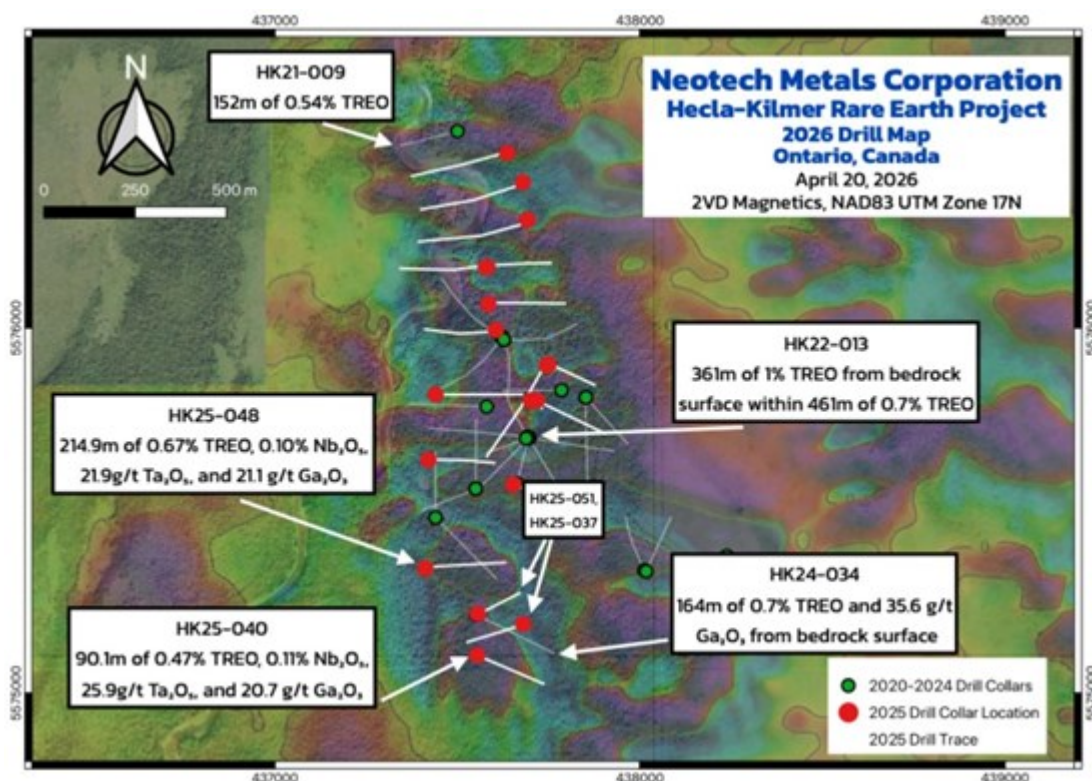 437000
438000
439000
N
0 250 500 m
HK21-009
152m of 0.54% TREO
Neotech Metals Corporation
Hecla-Kilmer Rare Earth Project
2026 Drill Map
Ontario, Canada
April 20, 2026
2VD Magnetics, NAD83 UTM Zone 17N
5576000
5576000
HK22-013
361m of 1% TREO from bedrock
surface within 461m of 0.7% TREO
HK25-048
214.9m of 0.67% TREO, 0.10% Nb₂O₅,
21.9g/t Ta₂O₅, and 21.1 g/t Ga₂O₃
HK25-051,
HK25-037
HK24-034
164m of 0.7% TREO and 35.6 g/t
Ga₂O₃ from bedrock surface
HK25-040
90.1m of 0.47% TREO, 0.11% Nb₂O₅,
25.9g/t Ta₂O₅, and 20.7 g/t Ga₂O₃
5575000
5575000
2020-2024 Drill Collars
2025 Drill Collar Location
2025 Drill Trace
437000
438000
439000